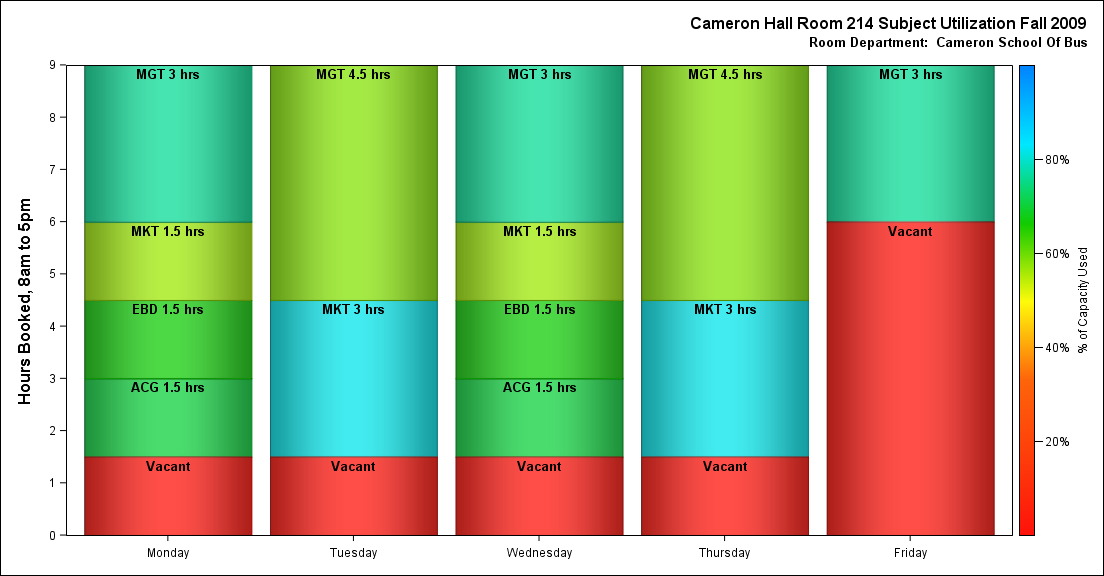 Cameron Hall Room 214 Subject Utilization Fall 2009
Room Department:  Cameron School Of Bus
Hours Booked, 8am to 5pm
9
8
7
6
5
4
3
2
1
0
MGT 3 hrs
MKT 1.5 hrs
EBD 1.5 hrs
ACG 1.5 hrs
Vacant
Monday
MGT 4.5 hrs
MKT 3 hrs
Vacant
Tuesday
MGT 3 hrs
MKT 1.5 hrs
EBD 1.5 hrs
ACG 1.5 hrs
Vacant
Wednesday
MGT 4.5 hrs
MKT 3 hrs
Vacant
Thursday
MGT 3 hrs
Vacant
Friday
80%
60%
40%
20%
% of Capacity Used